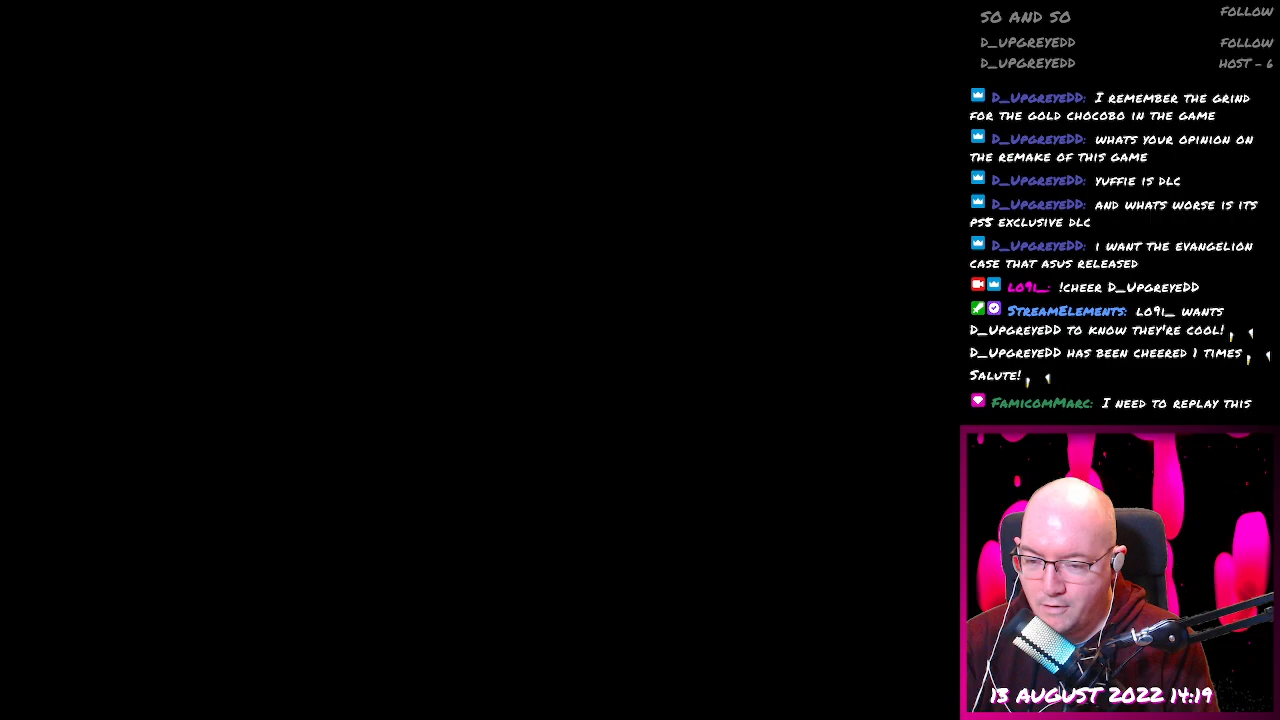 SO AND SO FOLLOW
D_UPGREYEDD FOLLOW
D_UPGREYEDD HOST - 6
D_UpgreyeDD: I remember the grind
for the gold chocobo in the game
D_UpgreyeDD: whats your opinion on
the remake of this game
D_UpgreyeDD: yuffie is dlc
D_UpgreyeDD: and whats worse is its
ps5 exclusive dlc
D_UpgreyeDD: i want the evangelion
case that asus released
lo9i_: !cheer D_UpgreyeDD
StreamElements: lo9i_ wants
D_UpgreyeDD to know they're cool!
D_UpgreyeDD has been cheered 1 times
Salute!
FamicomMarc: I need to replay this
13 AUGUST 2022 14:19